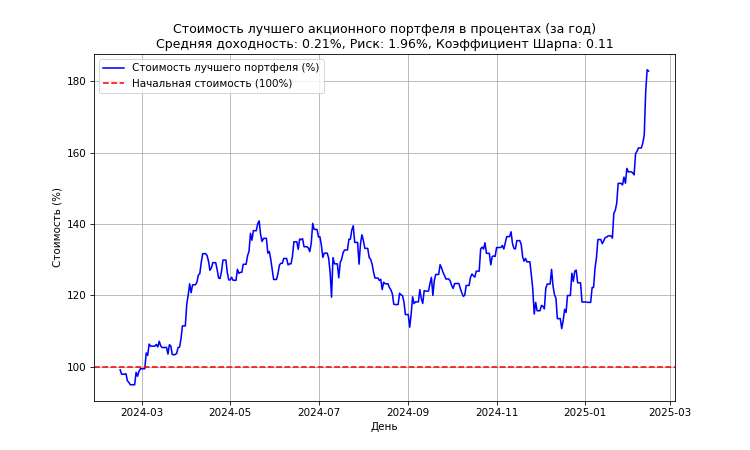 Стоимость лучшего акционного портфеля в процентах (за год)
Средняя доходность: 0.21%, Риск: 1.96%, Коэффициент Шарпа: 0.11
Стоимость лучшего портфеля (%)
Начальная стоимость (100%)
Стоимость (%)
180
160
140
120
100
2024-03 2024-05 2024-07 2024-09 2024-11 2025-01 2025-03
День